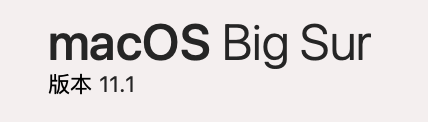 macOS Big Sur
版本 11.1